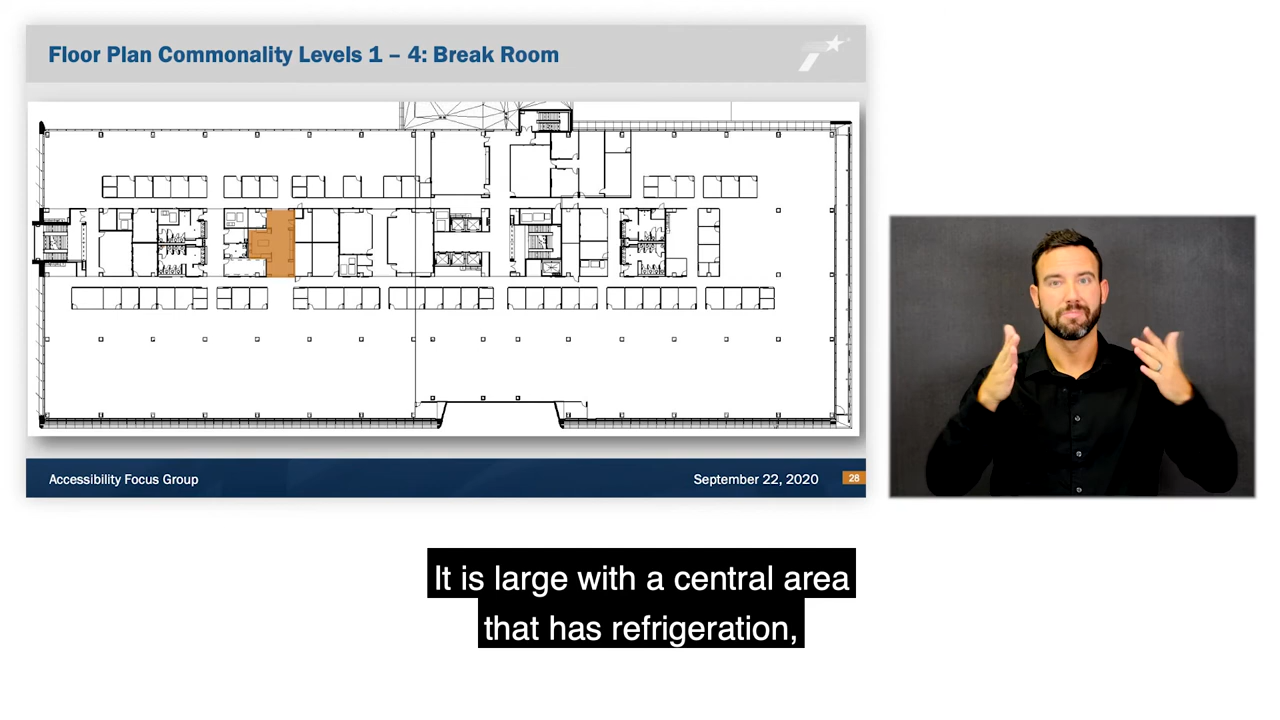 Floor Plan Commonality Levels 1 – 4: Break Room
Accessibility Focus Group
September 22, 2020
28
It is large with a central area
that has refrigeration,